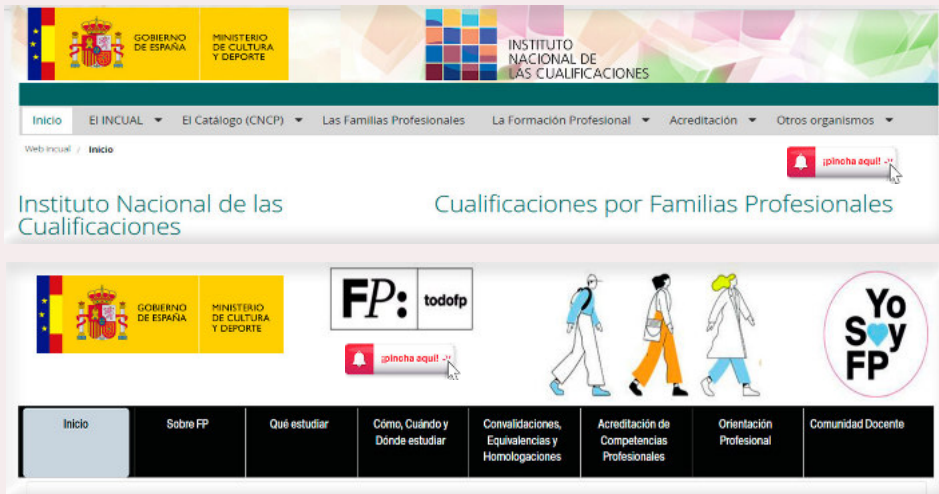 GOBIERNO
DE ESPAÑA
MINISTERIO
DE CULTURA
Y DEPORTE
INSTITUTO
NACIONAL DE
LAS CUALIFICACIONES
Inicio El INCUAL El Catálogo (CNCP) Las Familias Profesionales La Formación Profesional Acreditación Otros organismos
Web incual / Inicio
¡pincha aquí!
Instituto Nacional de las
Cualificaciones
Cualificaciones por Familias Profesionales
GOBIERNO
DE ESPAÑA
MINISTERIO
DE CULTURA
Y DEPORTE
FP: todofp
¡pincha aquí!
Yo
Soy
FP
Inicio
Sobre FP
Qué estudiar
Cómo, Cuándo y
Dónde estudiar
Convalidaciones,
Equivalencias y
Homologaciones
Acreditación de
Competencias
Profesionales
Orientación
Profesional
Comunidad Docente